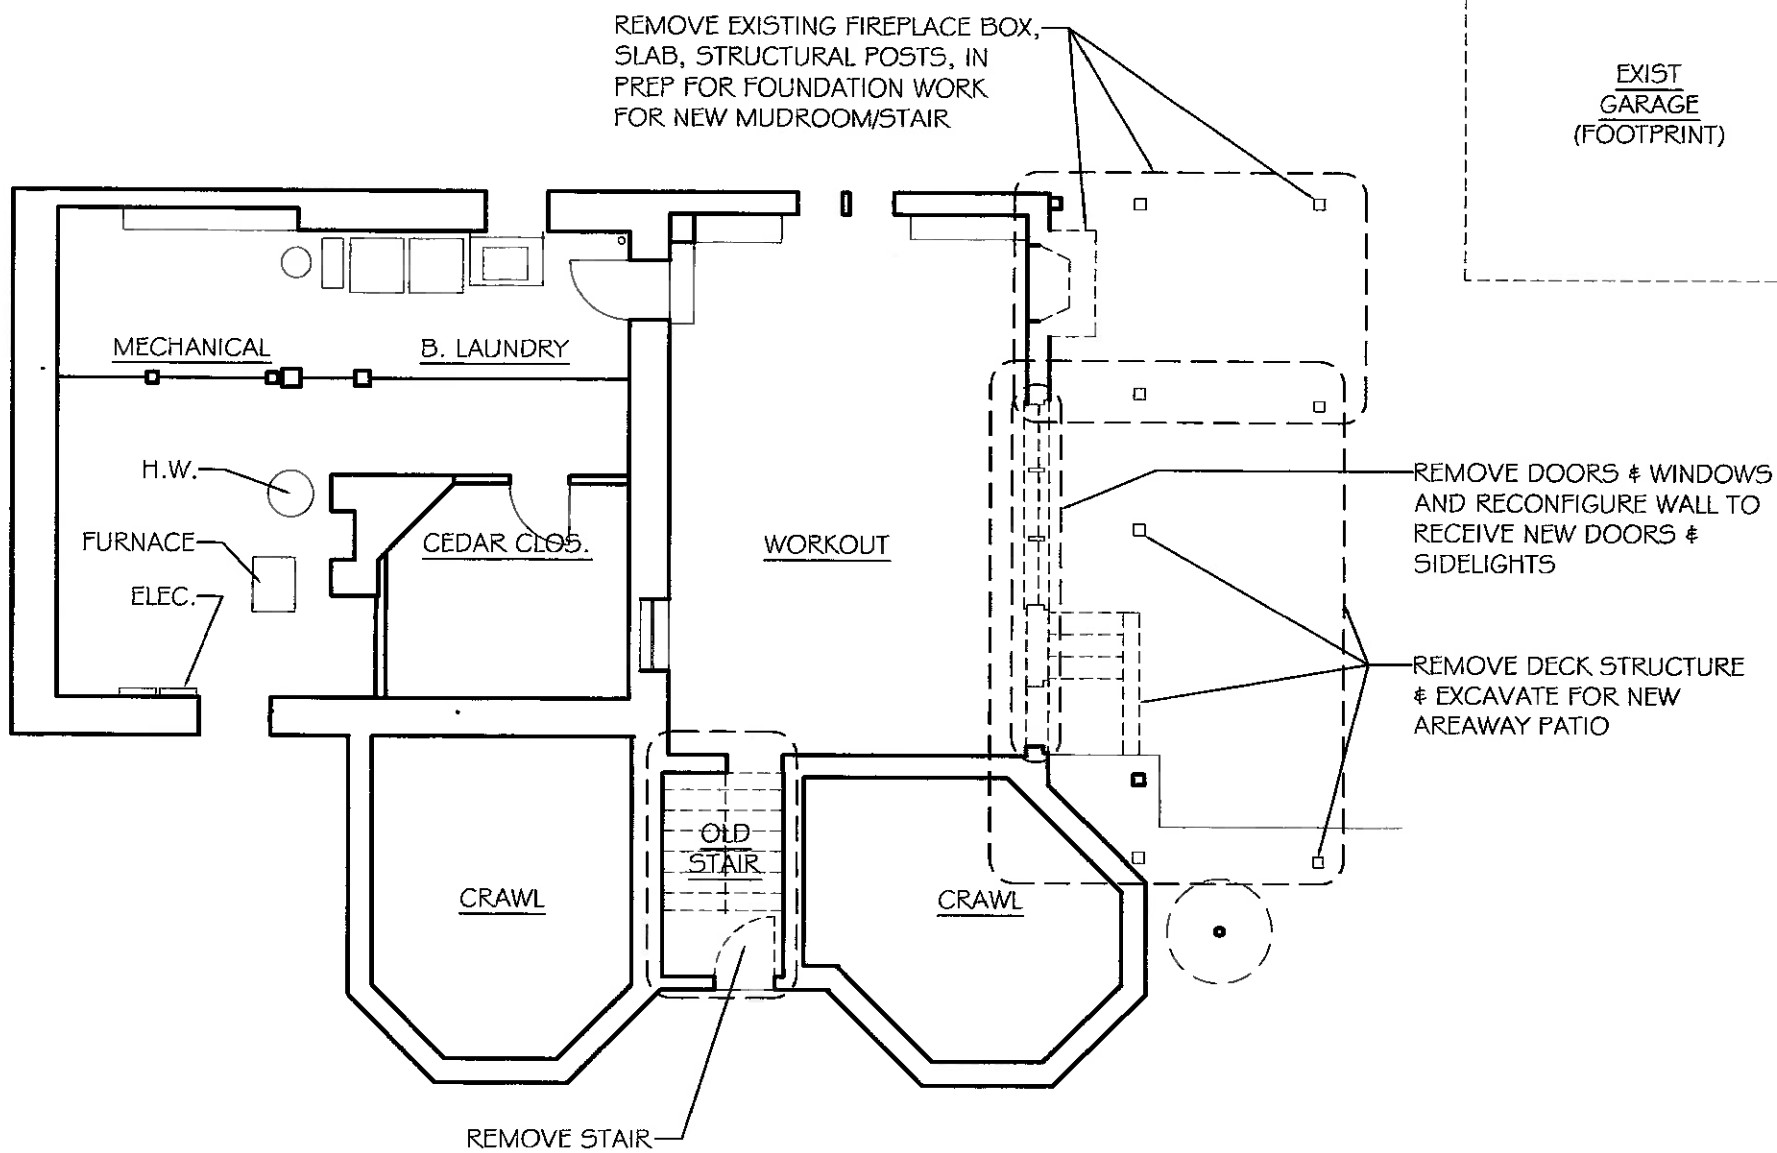 REMOVE EXISTING FIREPLACE BOX,
SLAB, STRUCTURAL POSTS, IN
PREP FOR FOUNDATION WORK
FOR NEW MUDROOM/STAIR
EXIST
GARAGE
(FOOTPRINT)
MECHANICAL
B. LAUNDRY
H.W.
FURNACE
ELEC.
CEDAR CLOS.
WORKOUT
REMOVE DOORS & WINDOWS
AND RECONFIGURE WALL TO
RECEIVE NEW DOORS &
SIDELIGHTS
REMOVE DECK STRUCTURE
& EXCAVATE FOR NEW
AREAWAY PATIO
OLD
STAIR
CRAWL
CRAWL
REMOVE STAIR